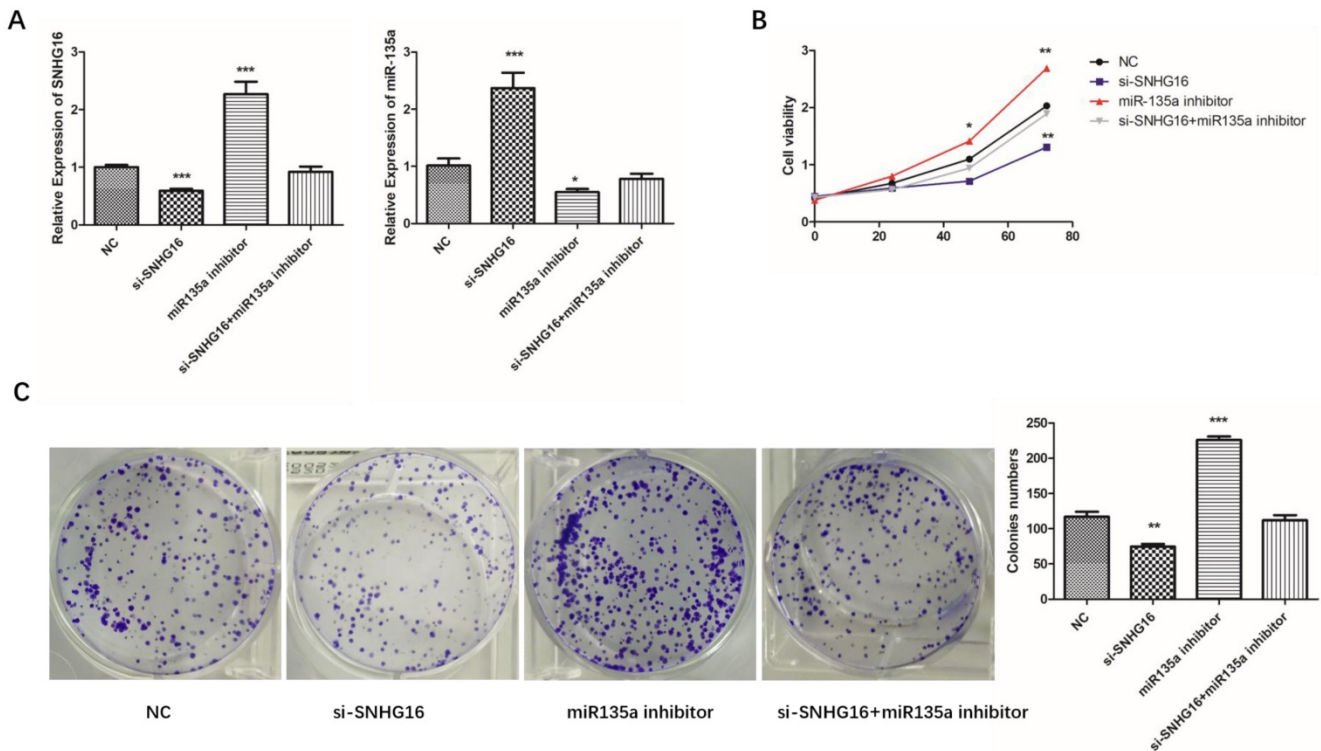 A
Relative Expression of SNHG16
3
2
1
0
***
***
NC
si-SNHG16
miR135a inhibitor
si-SNHG16+miR135a inhibitor
Relative Expression of miR-135a
3
2
1
0
***
*
NC
si-SNHG16
miR135a inhibitor
si-SNHG16+miR135a inhibitor
B
Cell viability
3
2
1
0
0 20 40 60 80
*
**
**
NC
si-SNHG16
miR-135a inhibitor
si-SNHG16+miR135a inhibitor
C
NC
si-SNHG16
miR135a inhibitor
si-SNHG16+miR135a inhibitor
Colonies numbers
250
200
150
100
50
0
**
***
NC
si-SNHG16
miR135a inhibitor
si-SNHG16+miR135a inhibitor